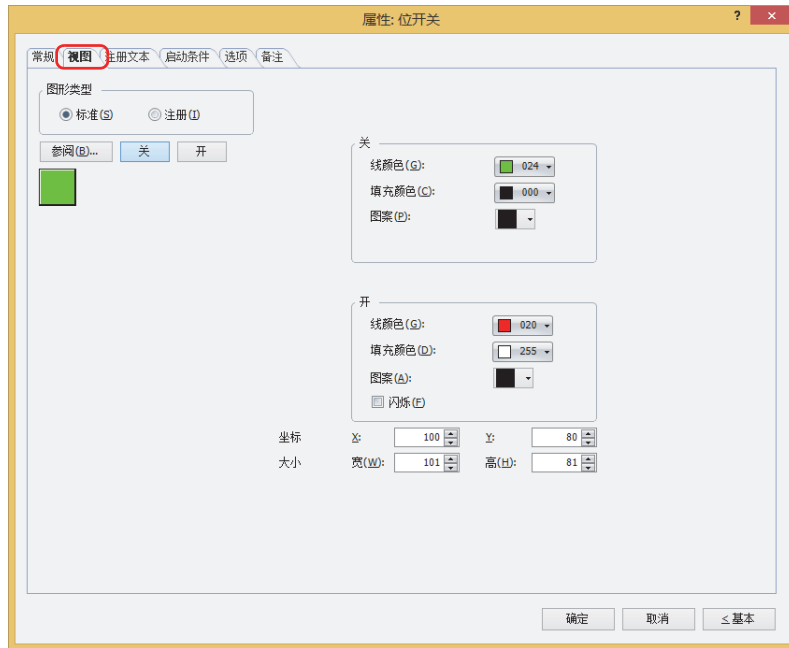 属性: 位开关
? ×
常规 视图 注册文本 启动条件 选项 备注
图形类型
标准(S) 注册(I)
参阅(B)... 关 开
关
线颜色(G): 024
填充颜色(C): 000
图案(P):
开
线颜色(G): 020
填充颜色(D): 255
图案(A):
闪烁(F)
坐标 X: 100 Y: 80
大小 宽(W): 101 高(H): 81
确定 取消 ≤基本